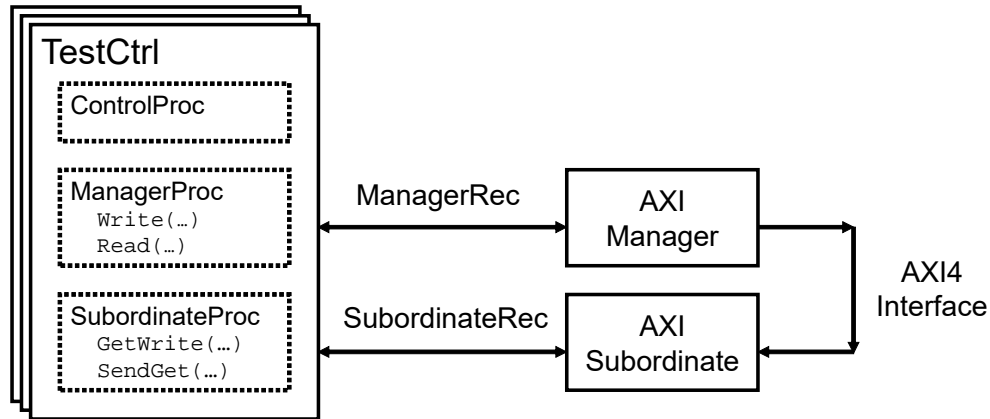 TestCtrl
ControlProc
ManagerProc
Write(…)
Read(…)
SubordinateProc
GetWrite(…)
SendGet(…)
ManagerRec
SubordinateRec
AXI
Manager
AXI
Subordinate
AXI4
Interface